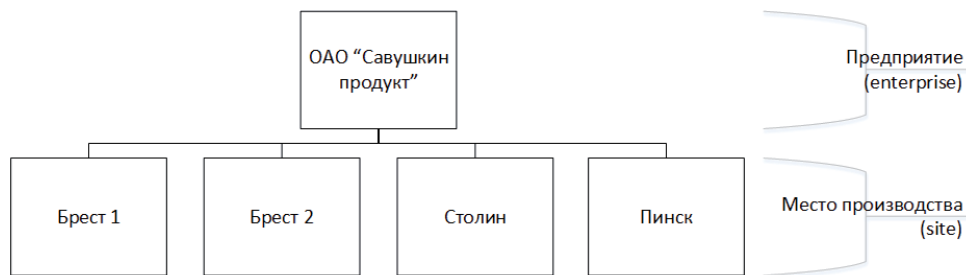 ОАО “Савушкин
продукт”
Предприятие
(enterprise)
Брест 1
Брест 2
Столин
Пинск
Место производства
(site)